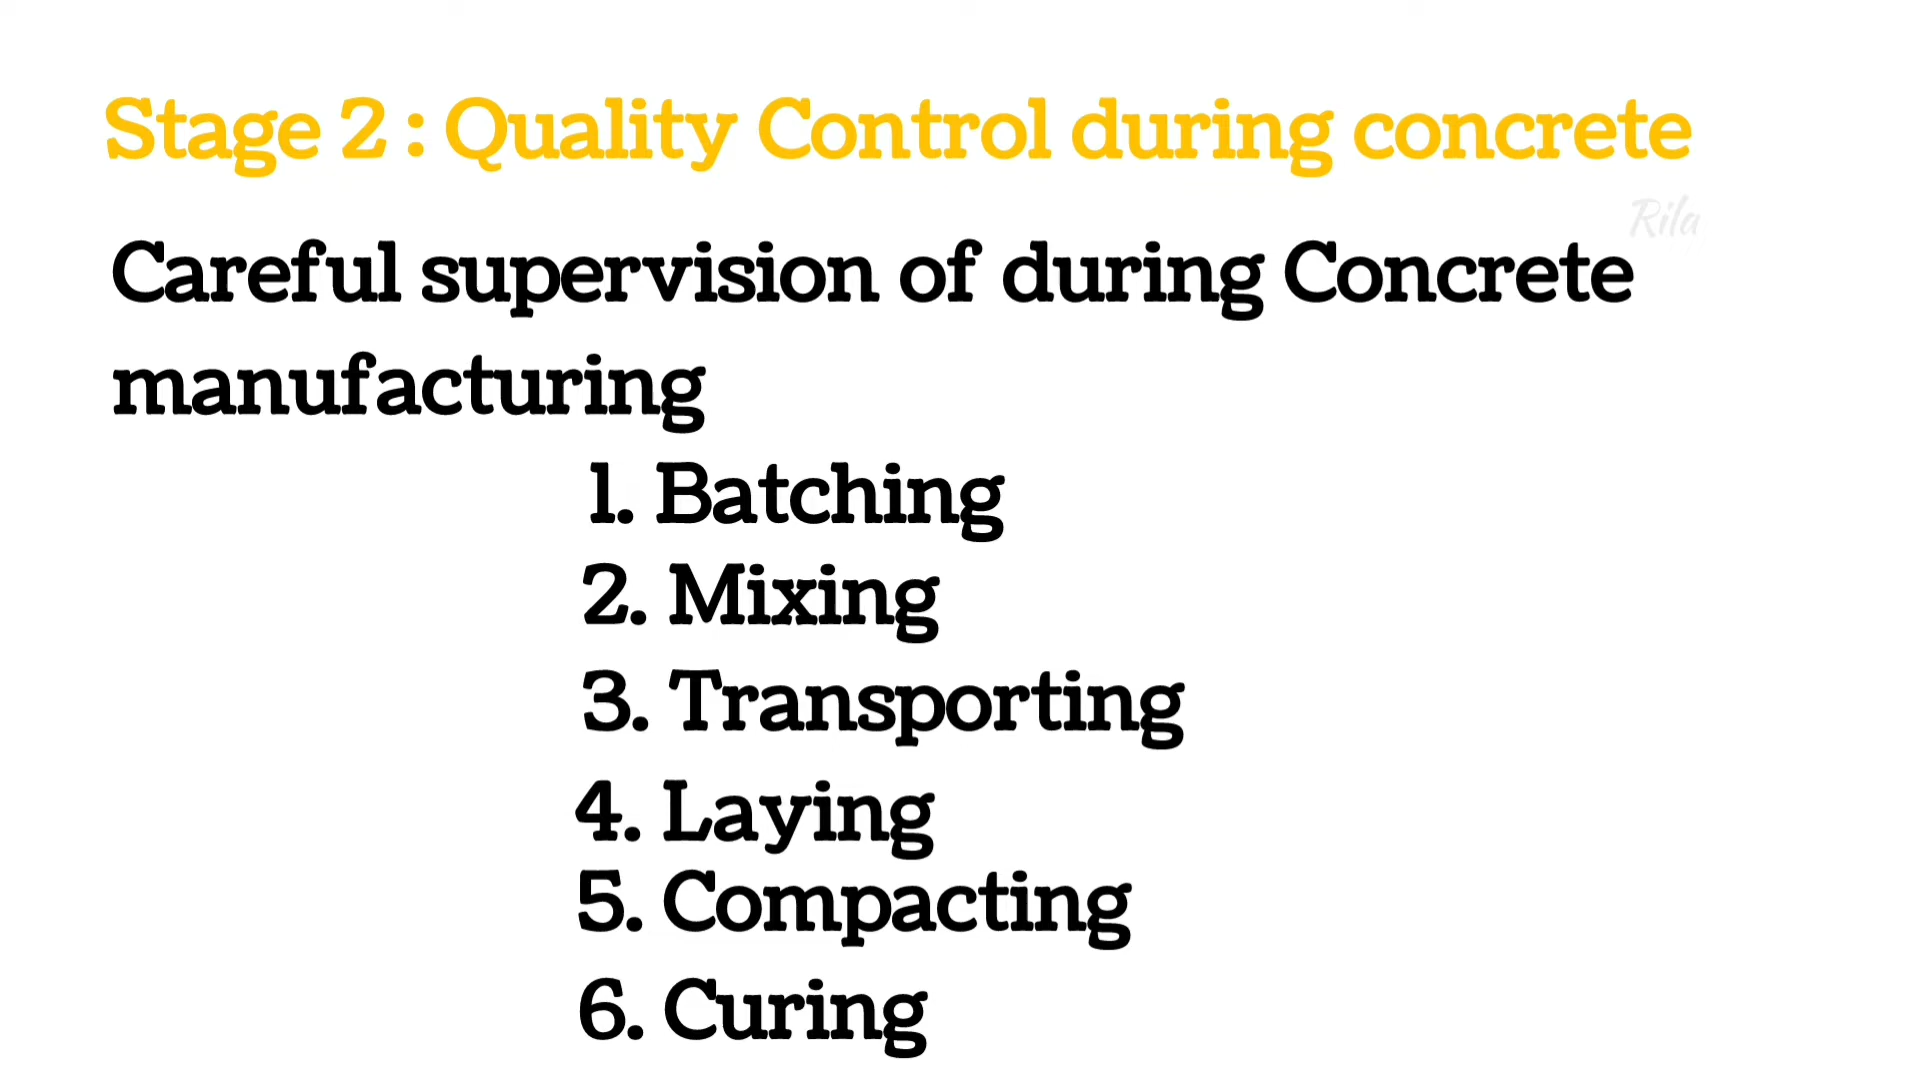 Stage 2 : Quality Control during concrete
Rila
Careful supervision of during Concrete
manufacturing
1. Batching
2. Mixing
3. Transporting
4. Laying
5. Compacting
6. Curing